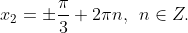 x₂ = ±π/3 + 2πn, n ∈ Z.